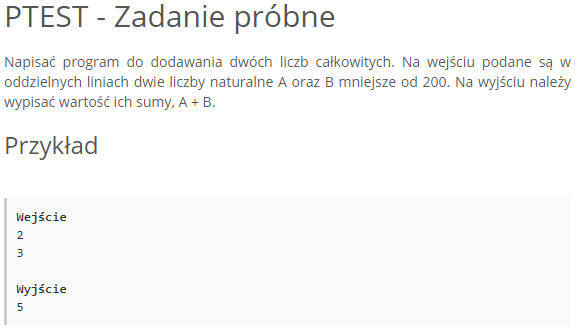 PTEST - Zadanie próbne
Napisać program do dodawania dwóch liczb całkowitych. Na wejściu podane są w
oddzielnych liniach dwie liczby naturalne A oraz B mniejsze od 200. Na wyjściu należy
wypisać wartość ich sumy, A + B.
Przykład
Wejście
2
3
Wyjście
5